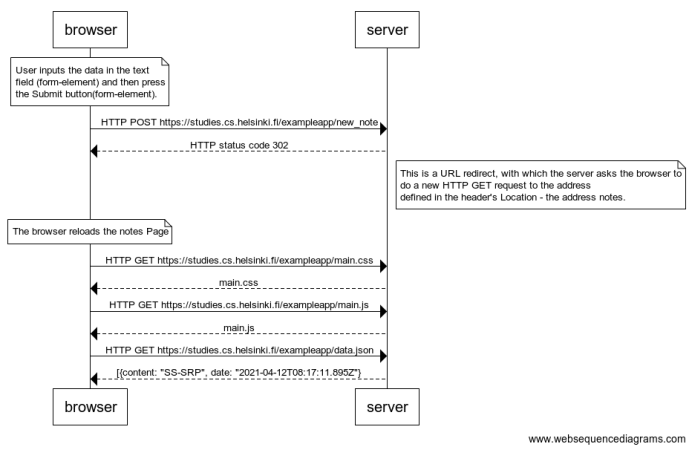 browser
server
User inputs the data in the text
field (form-element) and then press
the Submit button(form-element).
HTTP POST https://studies.cs.helsinki.fi/exampleapp/new_note
HTTP status code 302
This is a URL redirect, with which the server asks the browser to
do a new HTTP GET request to the address
defined in the header's Location - the address notes.
The browser reloads the notes Page
HTTP GET https://studies.cs.helsinki.fi/exampleapp/main.css
main.css
HTTP GET https://studies.cs.helsinki.fi/exampleapp/main.js
main.js
HTTP GET https://studies.cs.helsinki.fi/exampleapp/data.json
[{content: "SS-SRP", date: "2021-04-12T08:17:11.895Z"}
browser
server
www.websequencediagrams.com